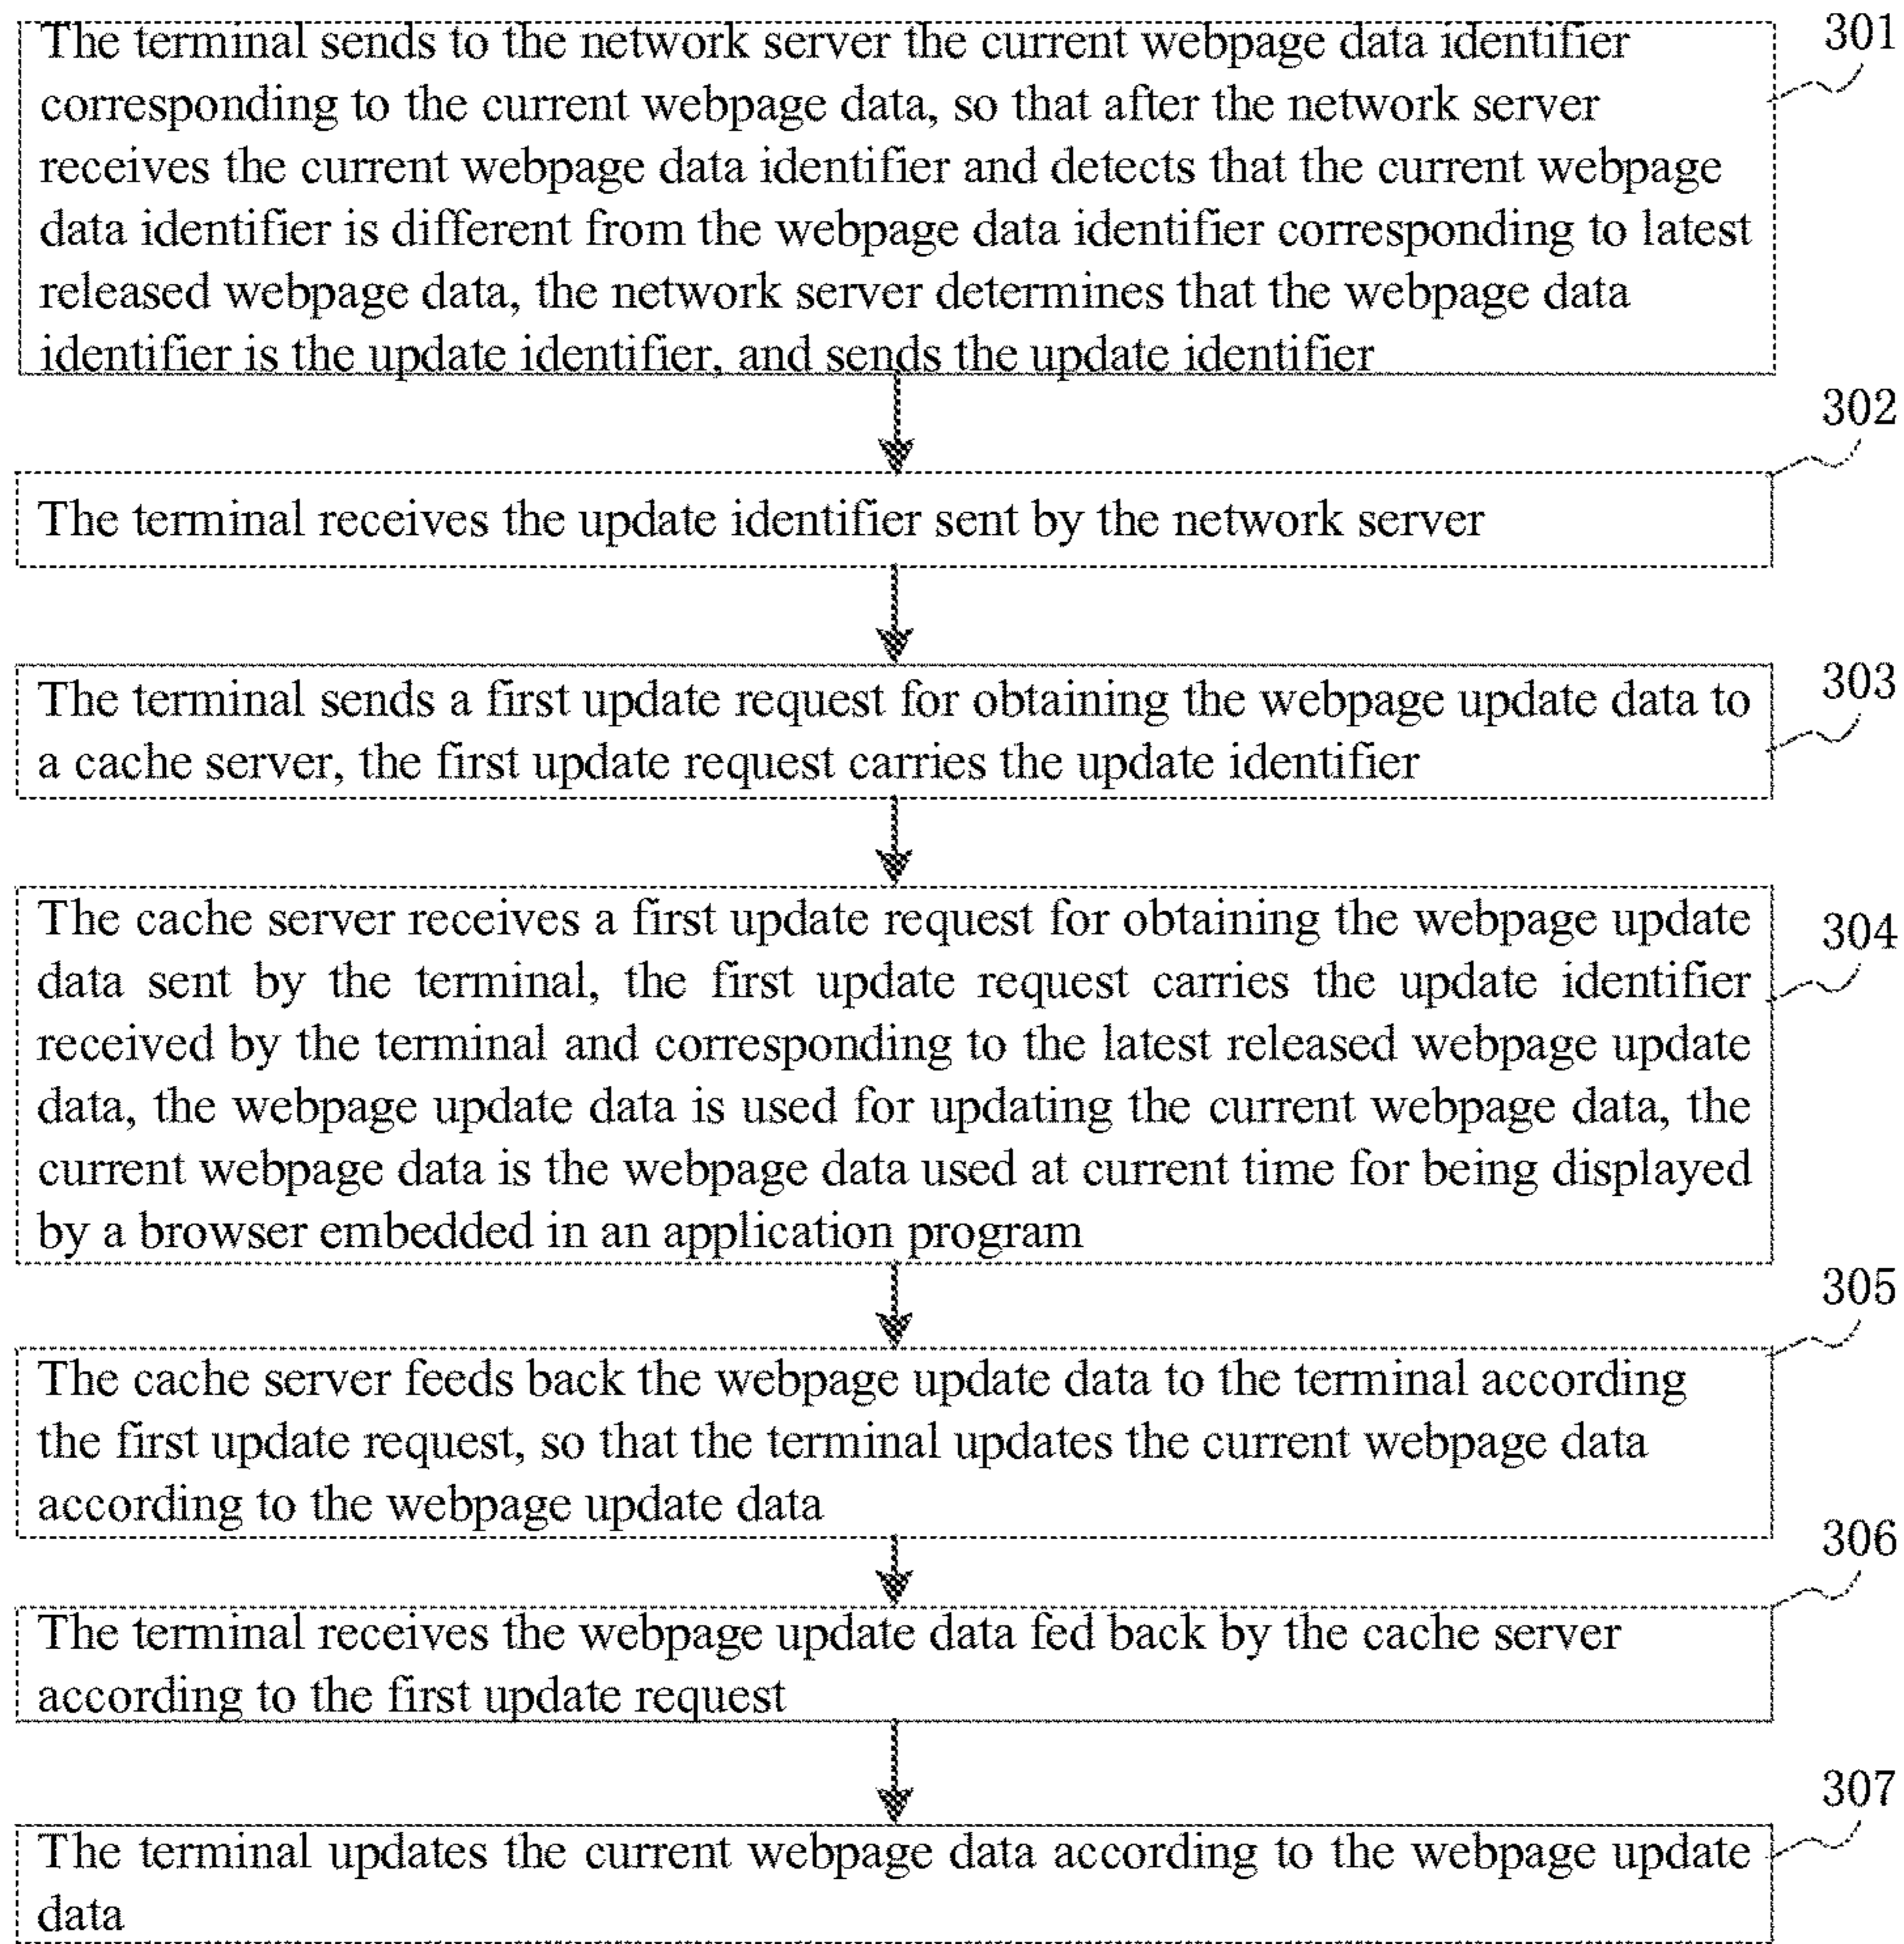 The terminal sends to the network server the current webpage data identifier
corresponding to the current webpage data, so that after the network server
receives the current webpage data identifier and detects that the current webpage
data identifier is different from the webpage data identifier corresponding to latest
released webpage data, the network server determines that the webpage data
identifier is the update identifier, and sends the update identifier
301
The terminal receives the update identifier sent by the network server
302
The terminal sends a first update request for obtaining the webpage update data to
a cache server, the first update request carries the update identifier
303
The cache server receives a first update request for obtaining the webpage update
data sent by the terminal, the first update request carries the update identifier
received by the terminal and corresponding to the latest released webpage update
data, the webpage update data is used for updating the current webpage data, the
current webpage data is the webpage data used at current time for being displayed
by a browser embedded in an application program
304
The cache server feeds back the webpage update data to the terminal according
the first update request, so that the terminal updates the current webpage data
according to the webpage update data
305
The terminal receives the webpage update data fed back by the cache server
according to the first update request
306
The terminal updates the current webpage data according to the webpage update
data
307